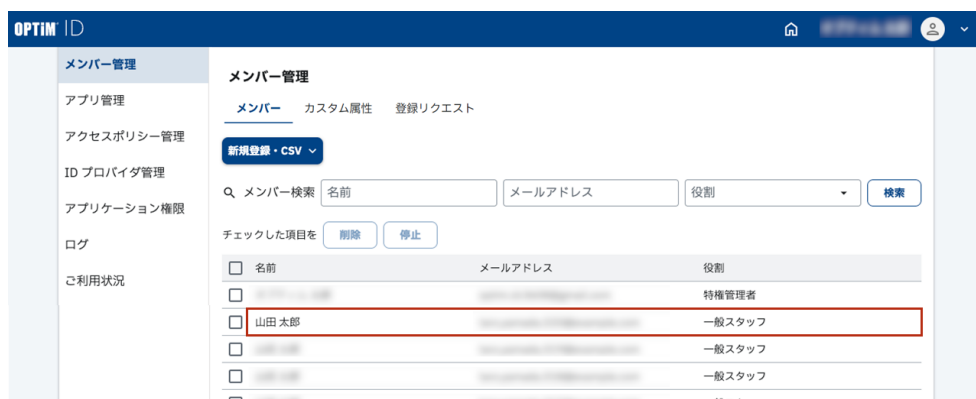 OPTiM ID
メンバー管理
アプリ管理
アクセスポリシー管理
ID プロバイダ管理
アプリケーション権限
ログ
ご利用状況
メンバー管理
メンバー カスタム属性 登録リクエスト
新規登録・CSV
メンバー検索 名前 メールアドレス 役割 検索
チェックした項目を 削除 停止
名前 メールアドレス 役割
特権管理者
山田 太郎 一般スタッフ
一般スタッフ
一般スタッフ